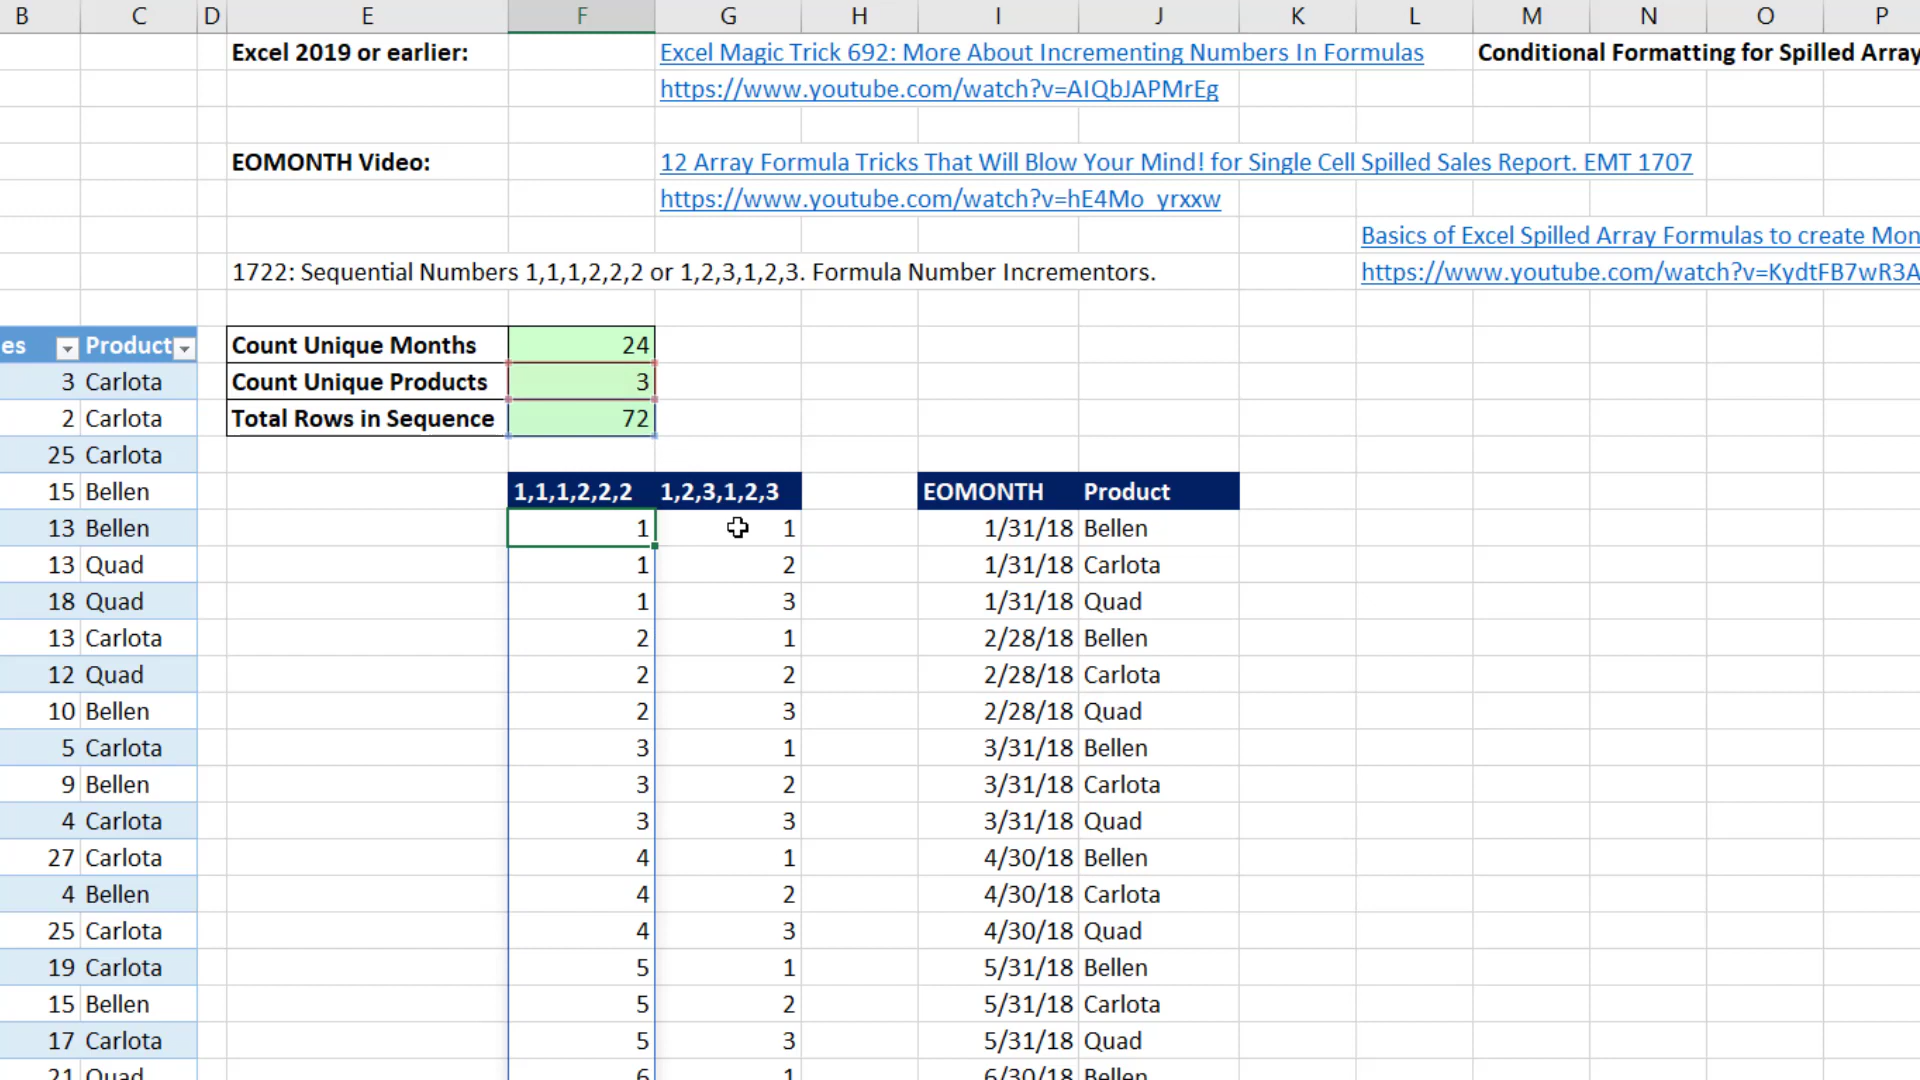 B C D E F G H I J K L M N O P
Excel 2019 or earlier: Excel Magic Trick 692: More About Incrementing Numbers In Formulas Conditional Formatting for Spilled Array
https://www.youtube.com/watch?v=AIQbJAPMrEg
EOMONTH Video: 12 Array Formula Tricks That Will Blow Your Mind! for Single Cell Spilled Sales Report. EMT 1707
https://www.youtube.com/watch?v=hE4Mo_yrxxw
Basics of Excel Spilled Array Formulas to create Mon
1722: Sequential Numbers 1,1,1,2,2,2 or 1,2,3,1,2,3. Formula Number Incrementors. https://www.youtube.com/watch?v=KydtFB7wR3A
es Product Count Unique Months 24
3 Carlota Count Unique Products 3
2 Carlota Total Rows in Sequence 72
25 Carlota
15 Bellen 1,1,1,2,2,2 1,2,3,1,2,3 EOMONTH Product
13 Bellen 1 1 1/31/18 Bellen
13 Quad 1 2 1/31/18 Carlota
18 Quad 1 3 1/31/18 Quad
13 Carlota 2 1 2/28/18 Bellen
12 Quad 2 2 2/28/18 Carlota
10 Bellen 2 3 2/28/18 Quad
5 Carlota 3 1 3/31/18 Bellen
9 Bellen 3 2 3/31/18 Carlota
4 Carlota 3 3 3/31/18 Quad
27 Carlota 4 1 4/30/18 Bellen
4 Bellen 4 2 4/30/18 Carlota
25 Carlota 4 3 4/30/18 Quad
19 Carlota 5 1 5/31/18 Bellen
15 Bellen 5 2 5/31/18 Carlota
17 Carlota 5 3 5/31/18 Quad
21 Quad 6 1 6/30/18 Bellen